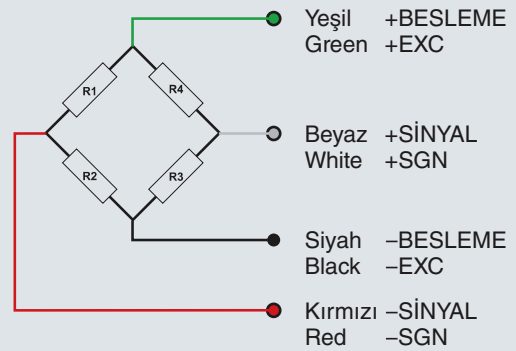 Yeşil +BESLEME
Green +EXC
R1
R4
Beyaz +SİNYAL
White +SGN
R2
R3
Siyah –BESLEME
Black –EXC
Kırmızı –SİNYAL
Red –SGN